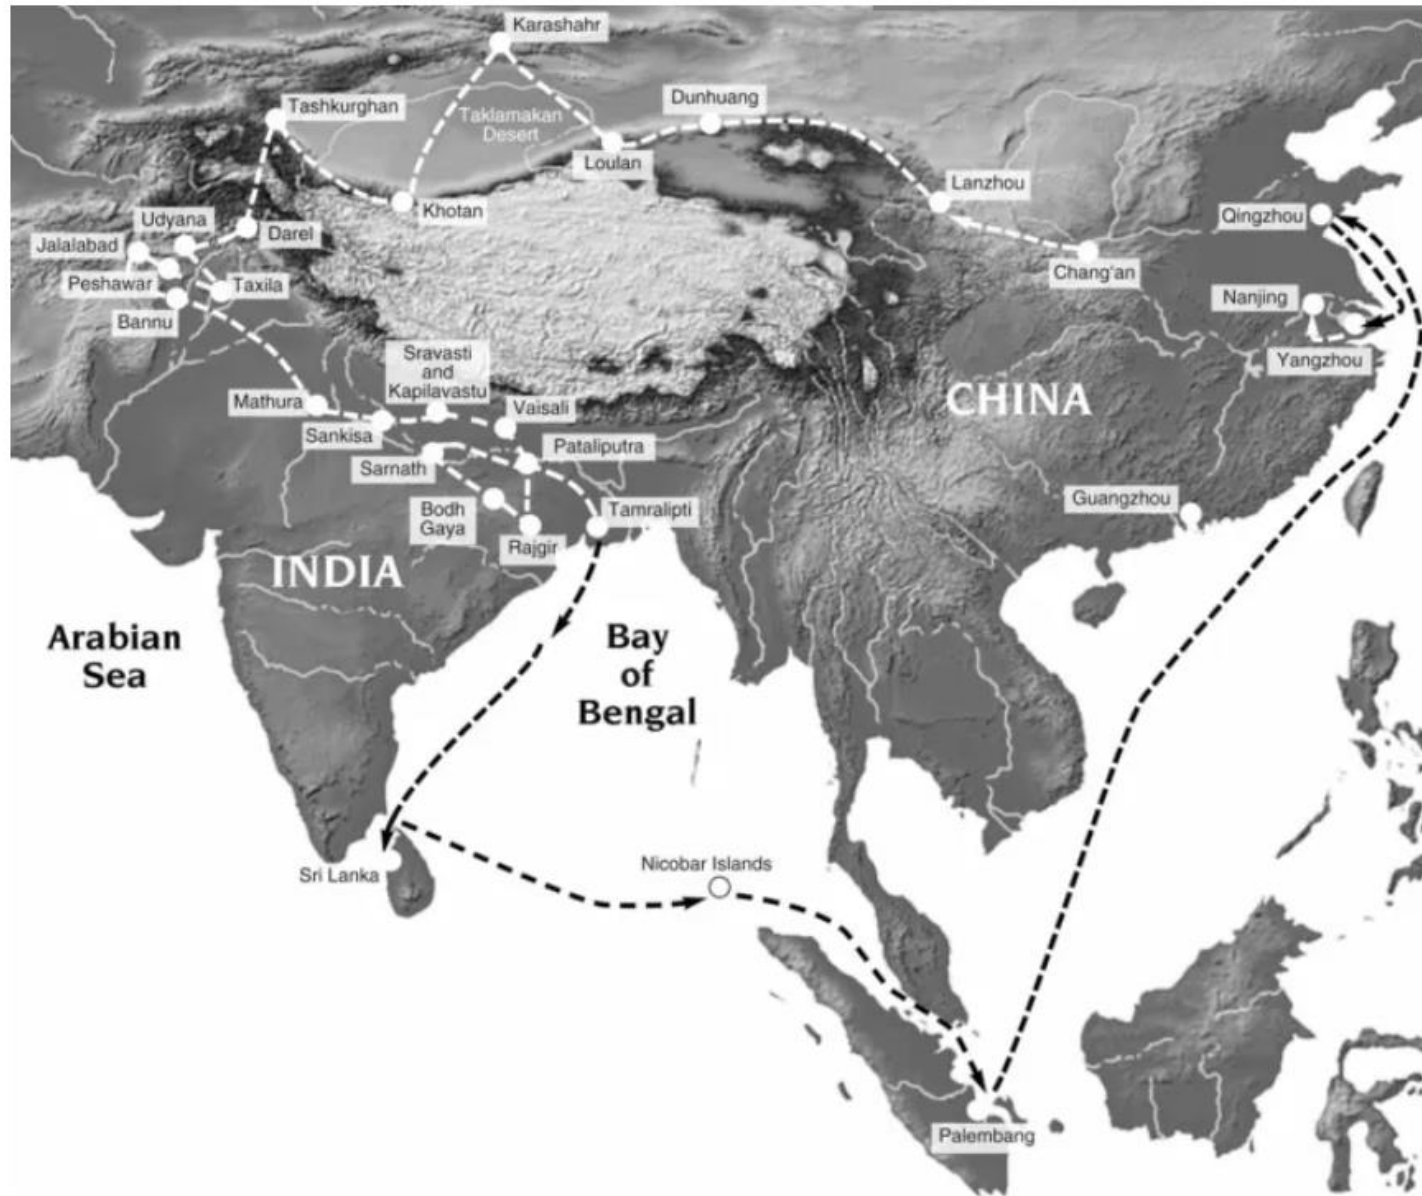 Karashahr
Tashkurghan
Dunhuang
Taklamakan
Desert
Loulan
Lanzhou
Khotan
Udyana
Qingzhou
Jalalabad
Darel
Chang'an
Peshawar
Taxila
Nanjing
Bannu
Sravasti
and
Kapilavastu
Yangzhou
Mathura
CHINA
Vaisali
Sankisa
Pataliputra
Sarnath
Guangzhou
Bodh
Gaya
Tamralipti
Rajgir
INDIA
Arabian
Sea
Bay
of
Bengal
Nicobar Islands
Sri Lanka
Palembang